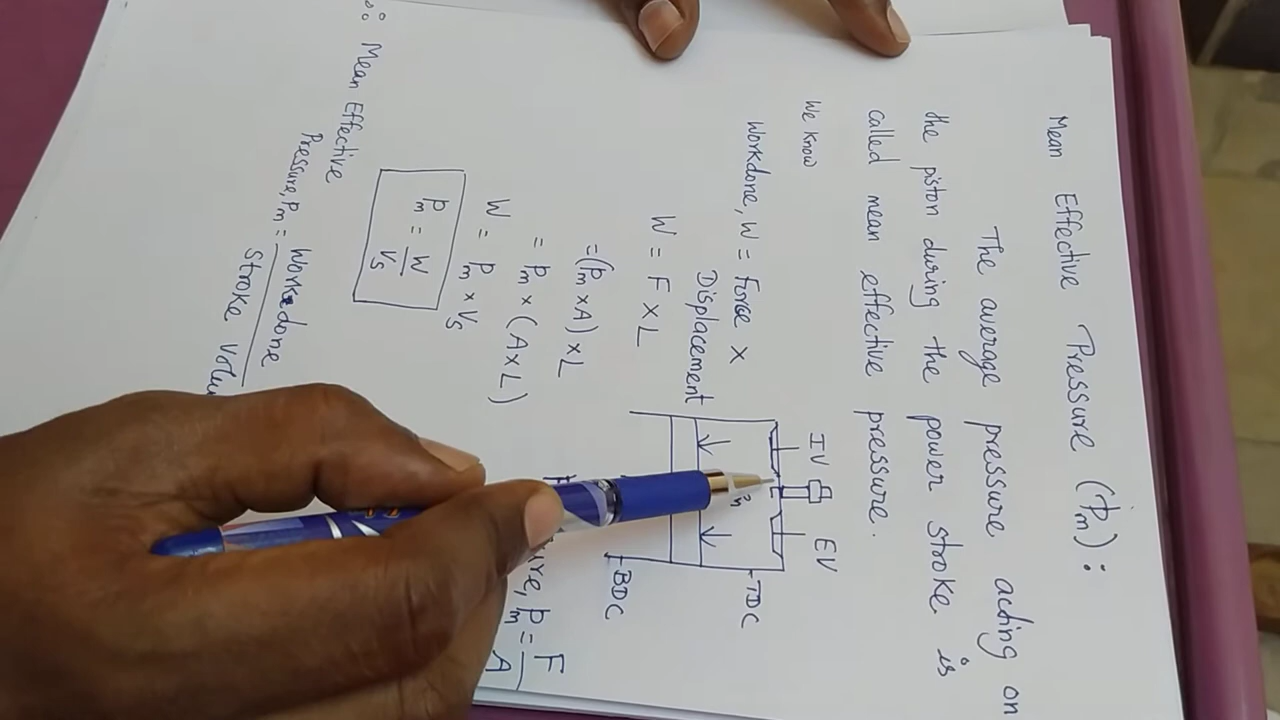 Mean Effective Pressure (Pm):
The average pressure acting on
the piston during the power stroke is
called mean effective pressure.
We know
Workdone, W = Force ×
Displacement
W = F × L
= (Pm × A) × L
= Pm × (A × L)
W = Pm × Vs
Pm = W
Vs
∴ Mean Effective
Pressure, Pm = Workdone
Stroke
IV
EV
TDC
BDC
Pm = F
A